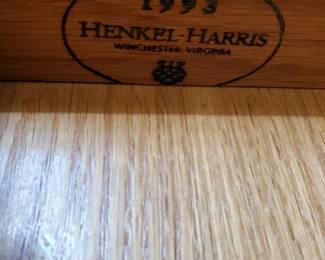 1993
HENKEL-HARRIS
WINCHESTER, VIRGINIA